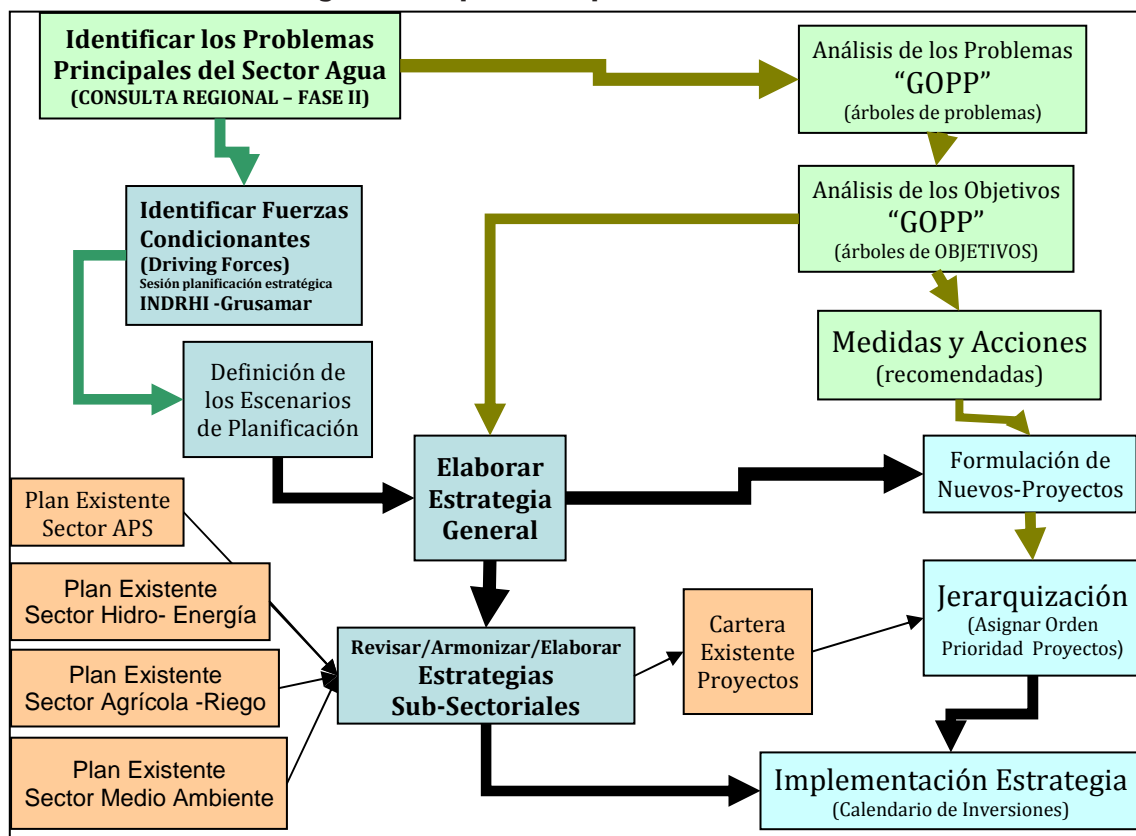 Identificar los Problemas
Principales del Sector Agua
(CONSULTA REGIONAL – FASE II)
Análisis de los Problemas
“GOPP”
(árboles de problemas)
Identificar Fuerzas
Condicionantes
(Driving Forces)
Sesión planificación estratégica
INDRHI -Grusamar
Análisis de los Objetivos
“GOPP”
(árboles de OBJETIVOS)
Medidas y Acciones
(recomendadas)
Definición de
los Escenarios
de Planificación
Elaborar
Estrategia
General
Formulación de
Nuevos-Proyectos
Plan Existente
Sector APS
Plan Existente
Sector Hidro- Energía
Plan Existente
Sector Agrícola -Riego
Plan Existente
Sector Medio Ambiente
Revisar/Armonizar/Elaborar
Estrategias
Sub-Sectoriales
Cartera
Existente
Proyectos
Jerarquización
(Asignar Orden
Prioridad Proyectos)
Implementación Estrategia
(Calendario de Inversiones)